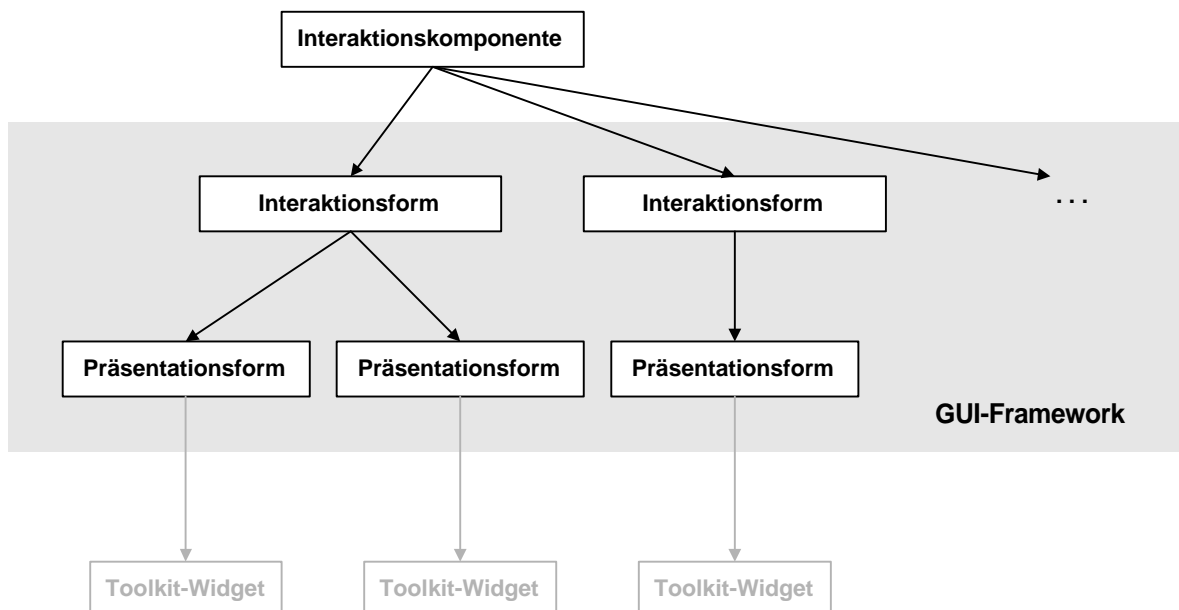 Interaktionskomponente
Interaktionsform
Interaktionsform
. . .
Präsentationsform
Präsentationsform
Präsentationsform
GUI-Framework
Toolkit-Widget
Toolkit-Widget
Toolkit-Widget